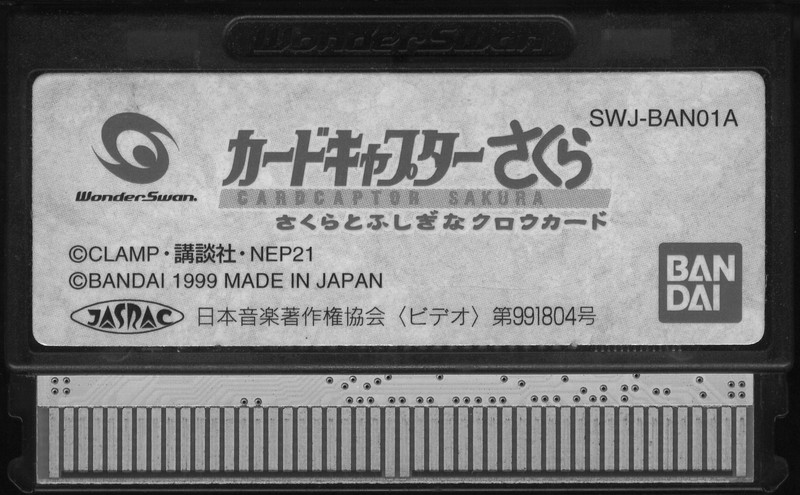 WonderSwan
SWJ-BAN01A
カードキャプターさくら
CARDCAPTOR SAKURA
WonderSwan.
さくらとふしぎなクロウカード
©CLAMP・講談社・NEP21
©BANDAI 1999 MADE IN JAPAN
BAN
DAI
JASRAC 日本音楽著作権協会〈ビデオ〉第991804号